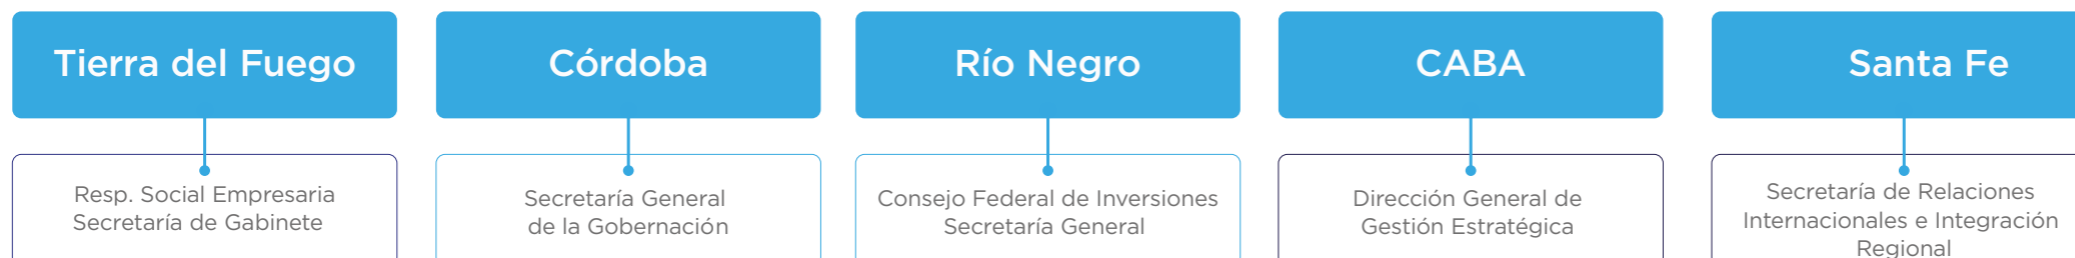 Tierra del Fuego
Resp. Social Empresaria
Secretaría de Gabinete
Córdoba
Secretaría General
de la Gobernación
Río Negro
Consejo Federal de Inversiones
Secretaría General
CABA
Dirección General de
Gestión Estratégica
Santa Fe
Secretaría de Relaciones
Internacionales e Integración
Regional